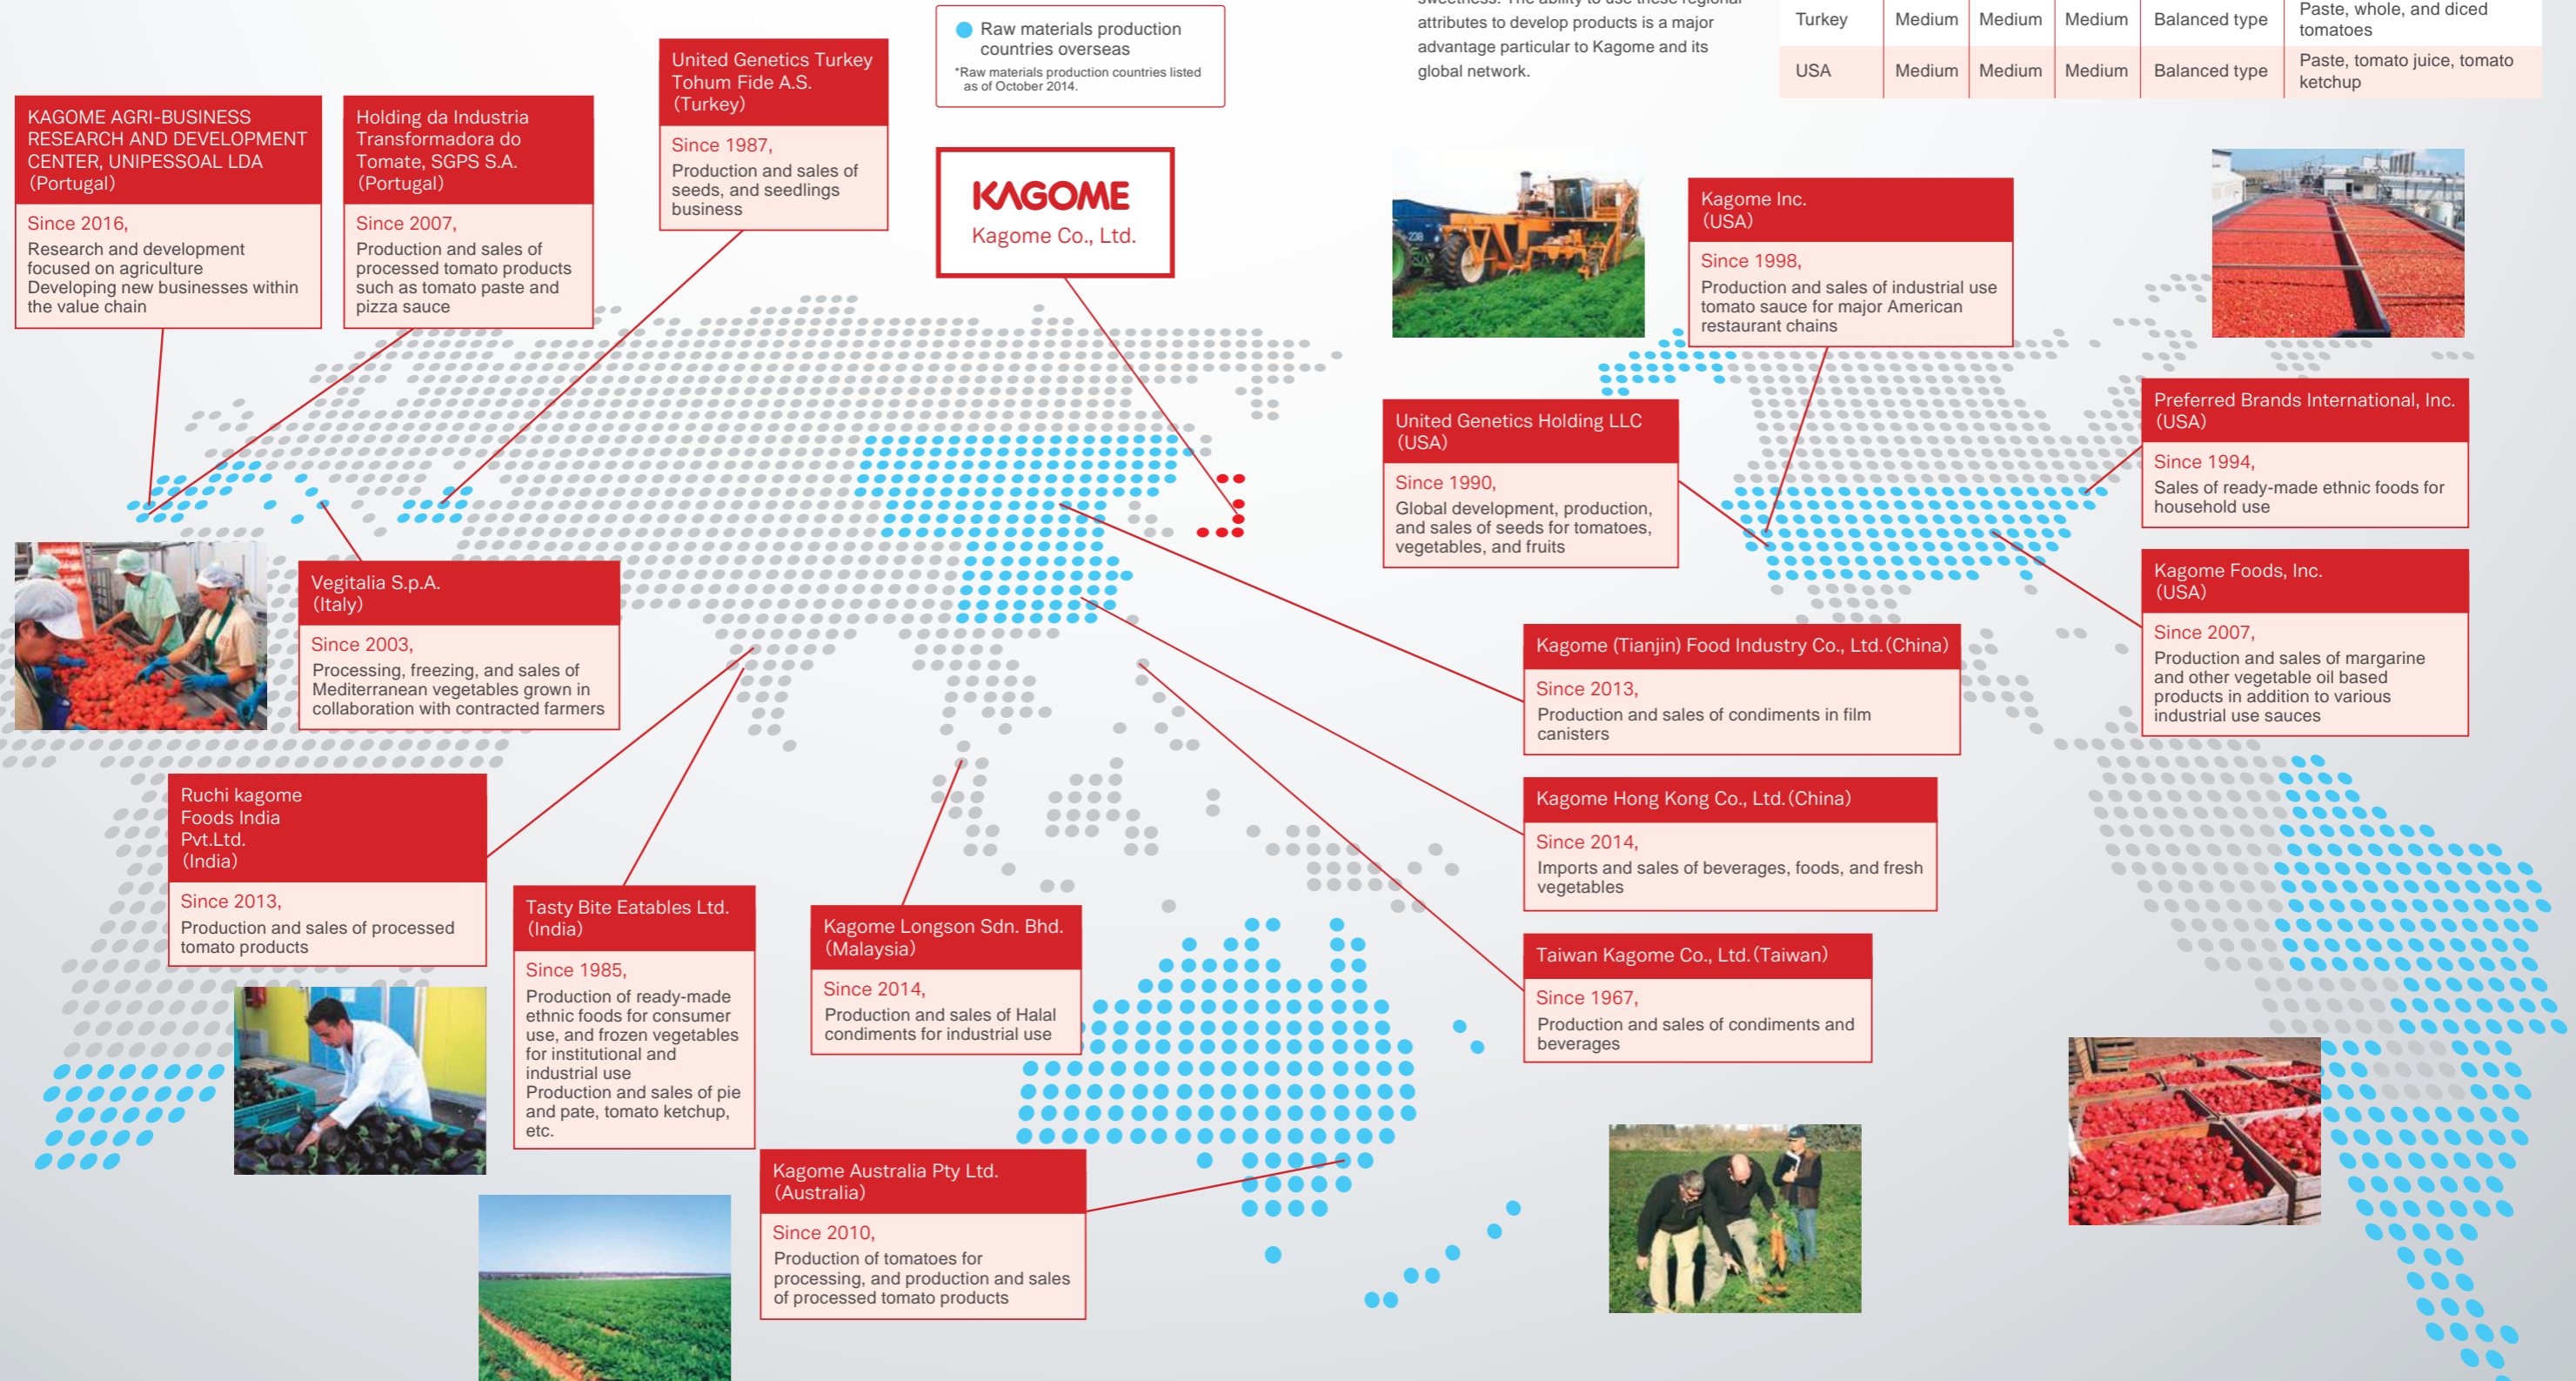 sweetness. The ability to use these regional
attributes to develop products is a major
advantage particular to Kagome and its
global network.
Turkey Medium Medium Medium Balanced type Paste, whole, and diced
tomatoes
USA Medium Medium Medium Balanced type Paste, tomato juice, tomato
ketchup
Raw materials production
countries overseas
*Raw materials production countries listed
as of October 2014.
KAGOME AGRI-BUSINESS
RESEARCH AND DEVELOPMENT
CENTER, UNIPESSOAL LDA
(Portugal)
Since 2016,
Research and development
focused on agriculture
Developing new businesses within
the value chain
Holding da Industria
Transformadora do
Tomate, SGPS S.A.
(Portugal)
Since 2007,
Production and sales of
processed tomato products
such as tomato paste and
pizza sauce
United Genetics Turkey
Tohum Fide A.S.
(Turkey)
Since 1987,
Production and sales of
seeds, and seedlings
business
KAGOME
Kagome Co., Ltd.
238
Kagome Inc.
(USA)
Since 1998,
Production and sales of industrial use
tomato sauce for major American
restaurant chains
United Genetics Holding LLC
(USA)
Since 1990,
Global development, production,
and sales of seeds for tomatoes,
vegetables, and fruits
Preferred Brands International, Inc.
(USA)
Since 1994,
Sales of ready-made ethnic foods for
household use
Kagome Foods, Inc.
(USA)
Since 2007,
Production and sales of margarine
and other vegetable oil based
products in addition to various
industrial use sauces
Vegitalia S.p.A.
(Italy)
Since 2003,
Processing, freezing, and sales of
Mediterranean vegetables grown in
collaboration with contracted farmers
Kagome (Tianjin) Food Industry Co., Ltd.(China)
Since 2013,
Production and sales of condiments in film
canisters
Kagome Hong Kong Co., Ltd.(China)
Since 2014,
Imports and sales of beverages, foods, and fresh
vegetables
Taiwan Kagome Co., Ltd.(Taiwan)
Since 1967,
Production and sales of condiments and
beverages
Ruchi kagome
Foods India
Pvt.Ltd.
(India)
Since 2013,
Production and sales of processed
tomato products
Tasty Bite Eatables Ltd.
(India)
Since 1985,
Production of ready-made
ethnic foods for consumer
use, and frozen vegetables
for institutional and
industrial use
Production and sales of pie
and pate, tomato ketchup,
etc.
Kagome Longson Sdn. Bhd.
(Malaysia)
Since 2014,
Production and sales of Halal
condiments for industrial use
Kagome Australia Pty Ltd.
(Australia)
Since 2010,
Production of tomatoes for
processing, and production and sales
of processed tomato products